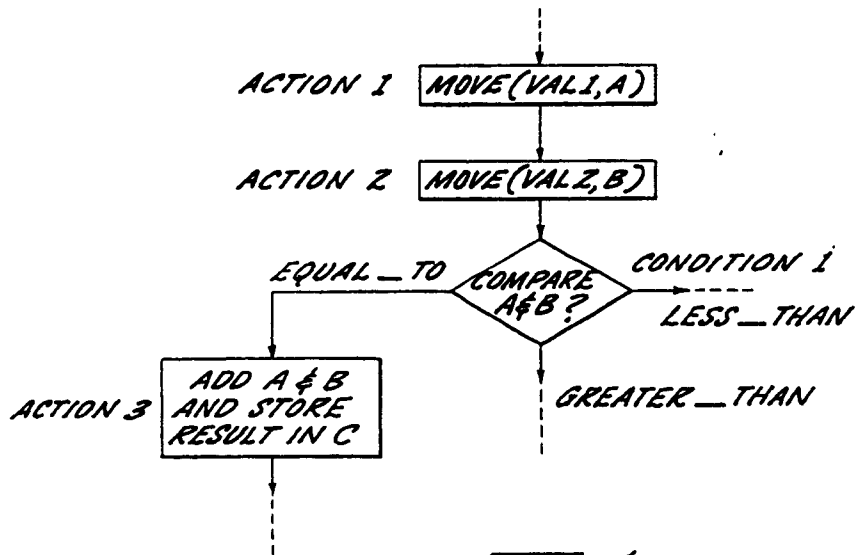 ACTION 1 MOVE(VAL1,A)
ACTION 2 MOVE(VAL2,B)
EQUAL_TO
COMPARE
A&B?
CONDITION 1
LESS_THAN
ADD A & B
AND STORE
RESULT IN C
ACTION 3
GREATER_THAN